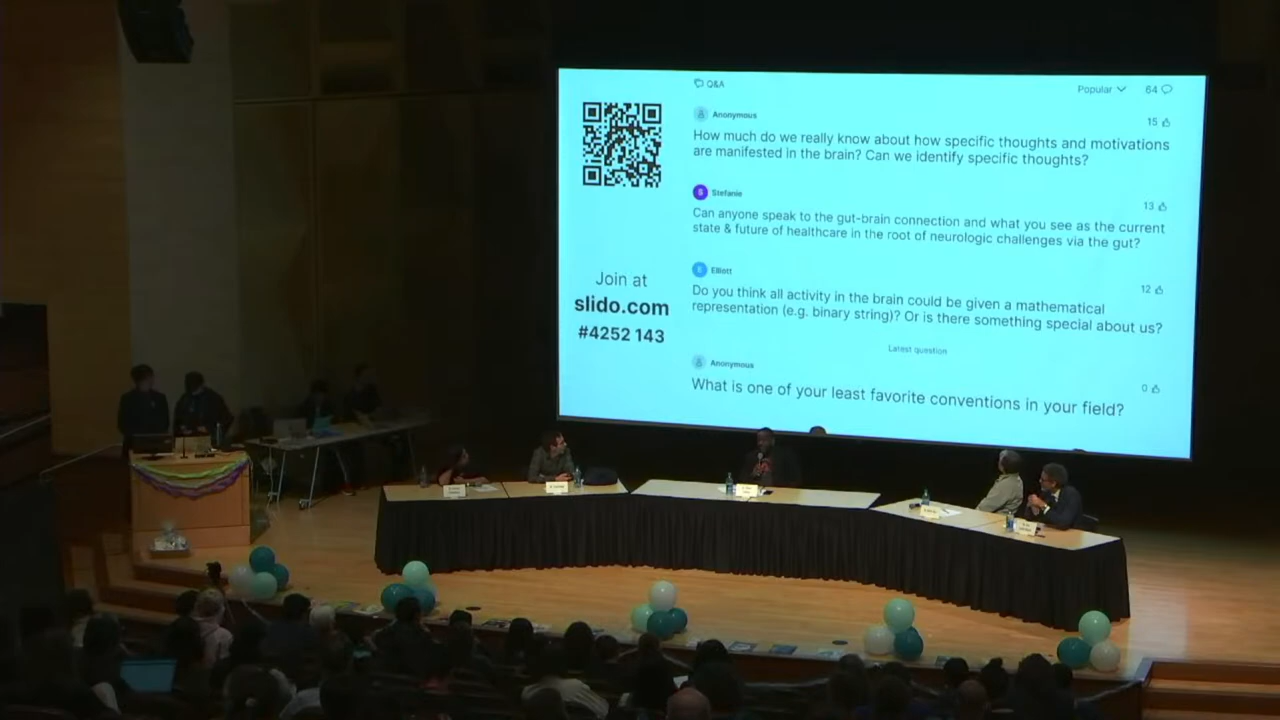 Q&A
Popular
64
Anonymous
15
How much do we really know about how specific thoughts and motivations
are manifested in the brain? Can we identify specific thoughts?
S
Stefanie
13
Can anyone speak to the gut-brain connection and what you see as the current
state & future of healthcare in the root of neurologic challenges via the gut?
E
Elliott
12
Do you think all activity in the brain could be given a mathematical
representation (e.g. binary string)? Or is there something special about us?
Latest question
Anonymous
0
What is one of your least favorite conventions in your field?
Join at
slido.com
#4252 143